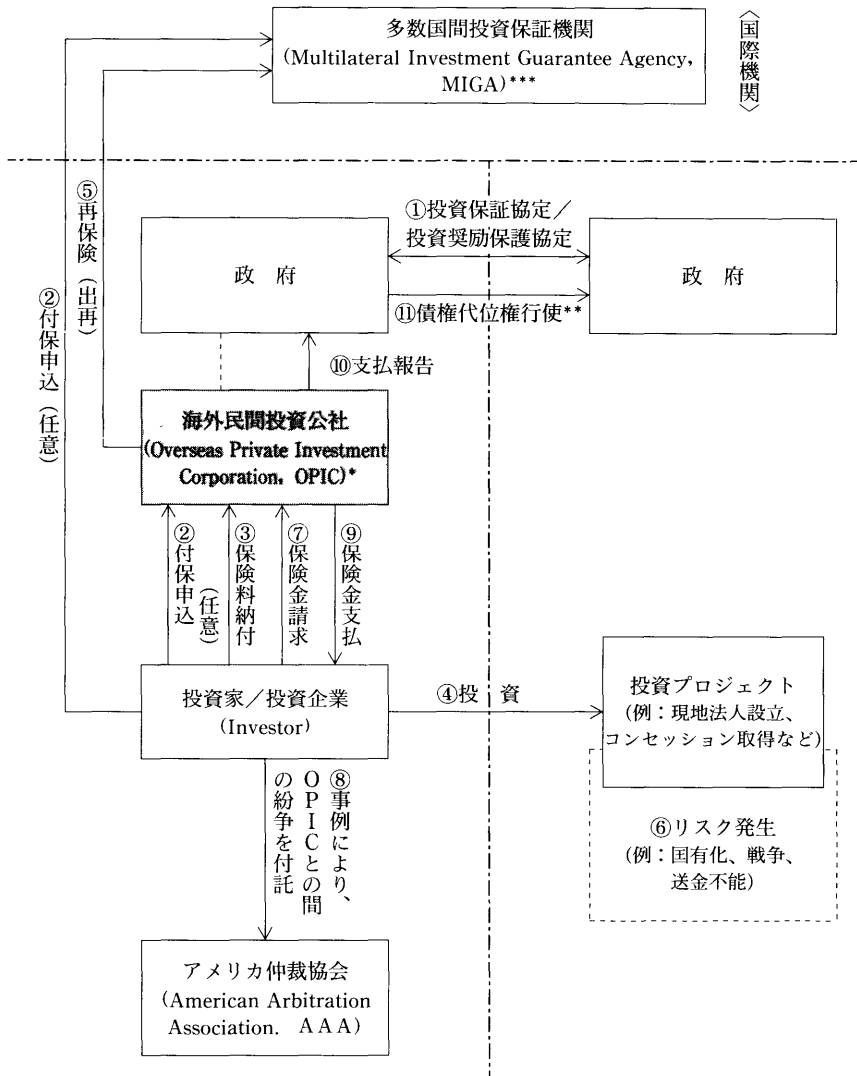 多数国間投資保証機関
(Multilateral Investment Guarantee Agency,
MIGA)***
〈国際機関〉
⑤再保険(出再)
②付保申込(任意)
①投資保証協定/
投資奨励保護協定
政 府
政 府
⑪債権代位権行使**
⑩支払報告
海外民間投資公社
(Overseas Private Investment
Corporation, OPIC)*
②付保申込
(任意)
③保険料納付
⑦保険金請求
⑨保険金支払
投資家/投資企業
(Investor)
④投 資
投資プロジェクト
(例:現地法人設立、
コンセッション取得など)
⑥リスク発生
(例:国有化、戦争、
送金不能)
⑧事例により、
OPICとの間
の紛争を付託
アメリカ仲裁協会
(American Arbitration
Association. AAA)